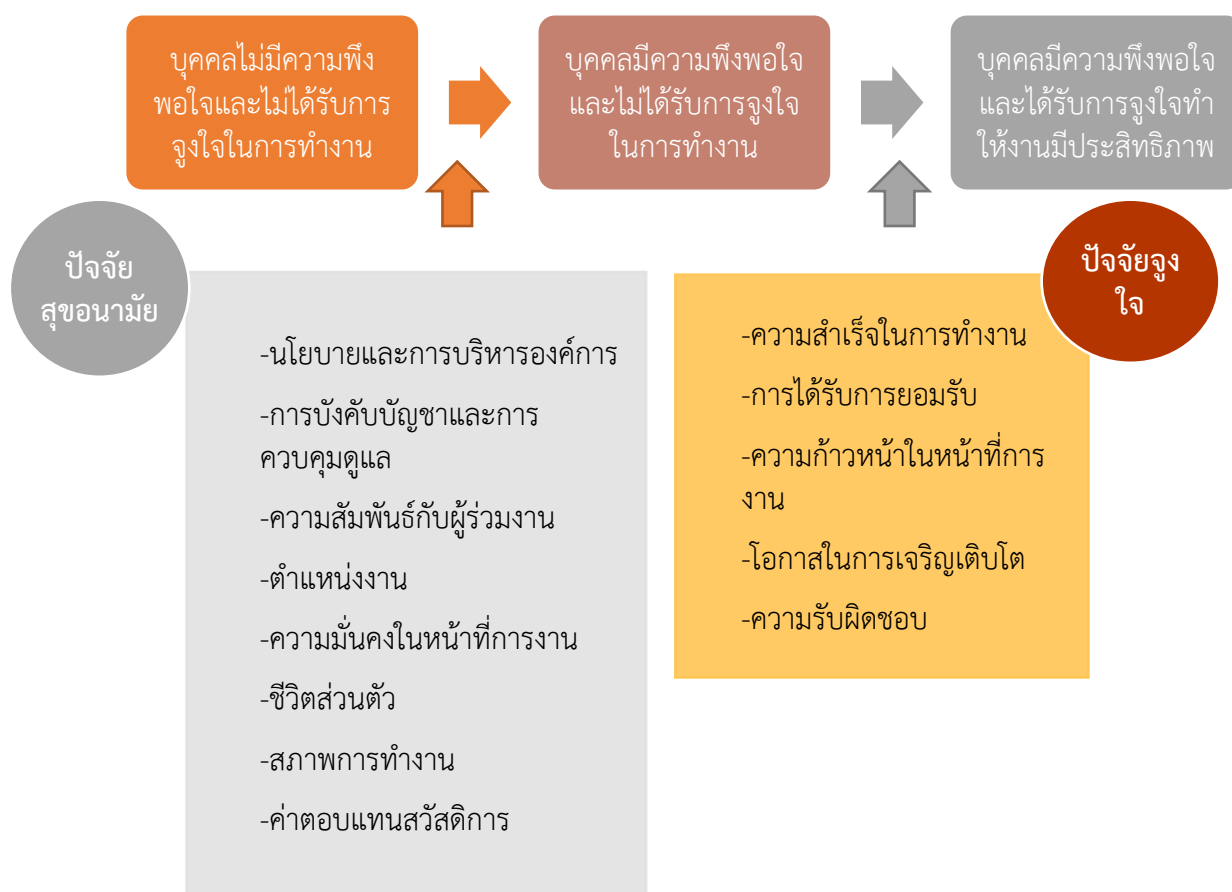 บุคคลไม่มีความพึง
พอใจและไม่ได้รับการ
จูงใจในการทำงาน
บุคคลมีความพึงพอใจ
และไม่ได้รับการจูงใจ
ในการทำงาน
บุคคลมีความพึงพอใจ
และได้รับการจูงใจทำ
ให้งานมีประสิทธิภาพ
ปัจจัย
สุขอนามัย
-นโยบายและการบริหารองค์การ
-การบังคับบัญชาและการ
ควบคุมดูแล
-ความสัมพันธ์กับผู้ร่วมงาน
-ตำแหน่งงาน
-ความมั่นคงในหน้าที่การงาน
-ชีวิตส่วนตัว
-สภาพการทำงาน
-ค่าตอบแทนสวัสดิการ
ปัจจัยจูง
ใจ
-ความสำเร็จในการทำงาน
-การได้รับการยอมรับ
-ความก้าวหน้าในหน้าที่การ
งาน
-โอกาสในการเจริญเติบโต
-ความรับผิดชอบ